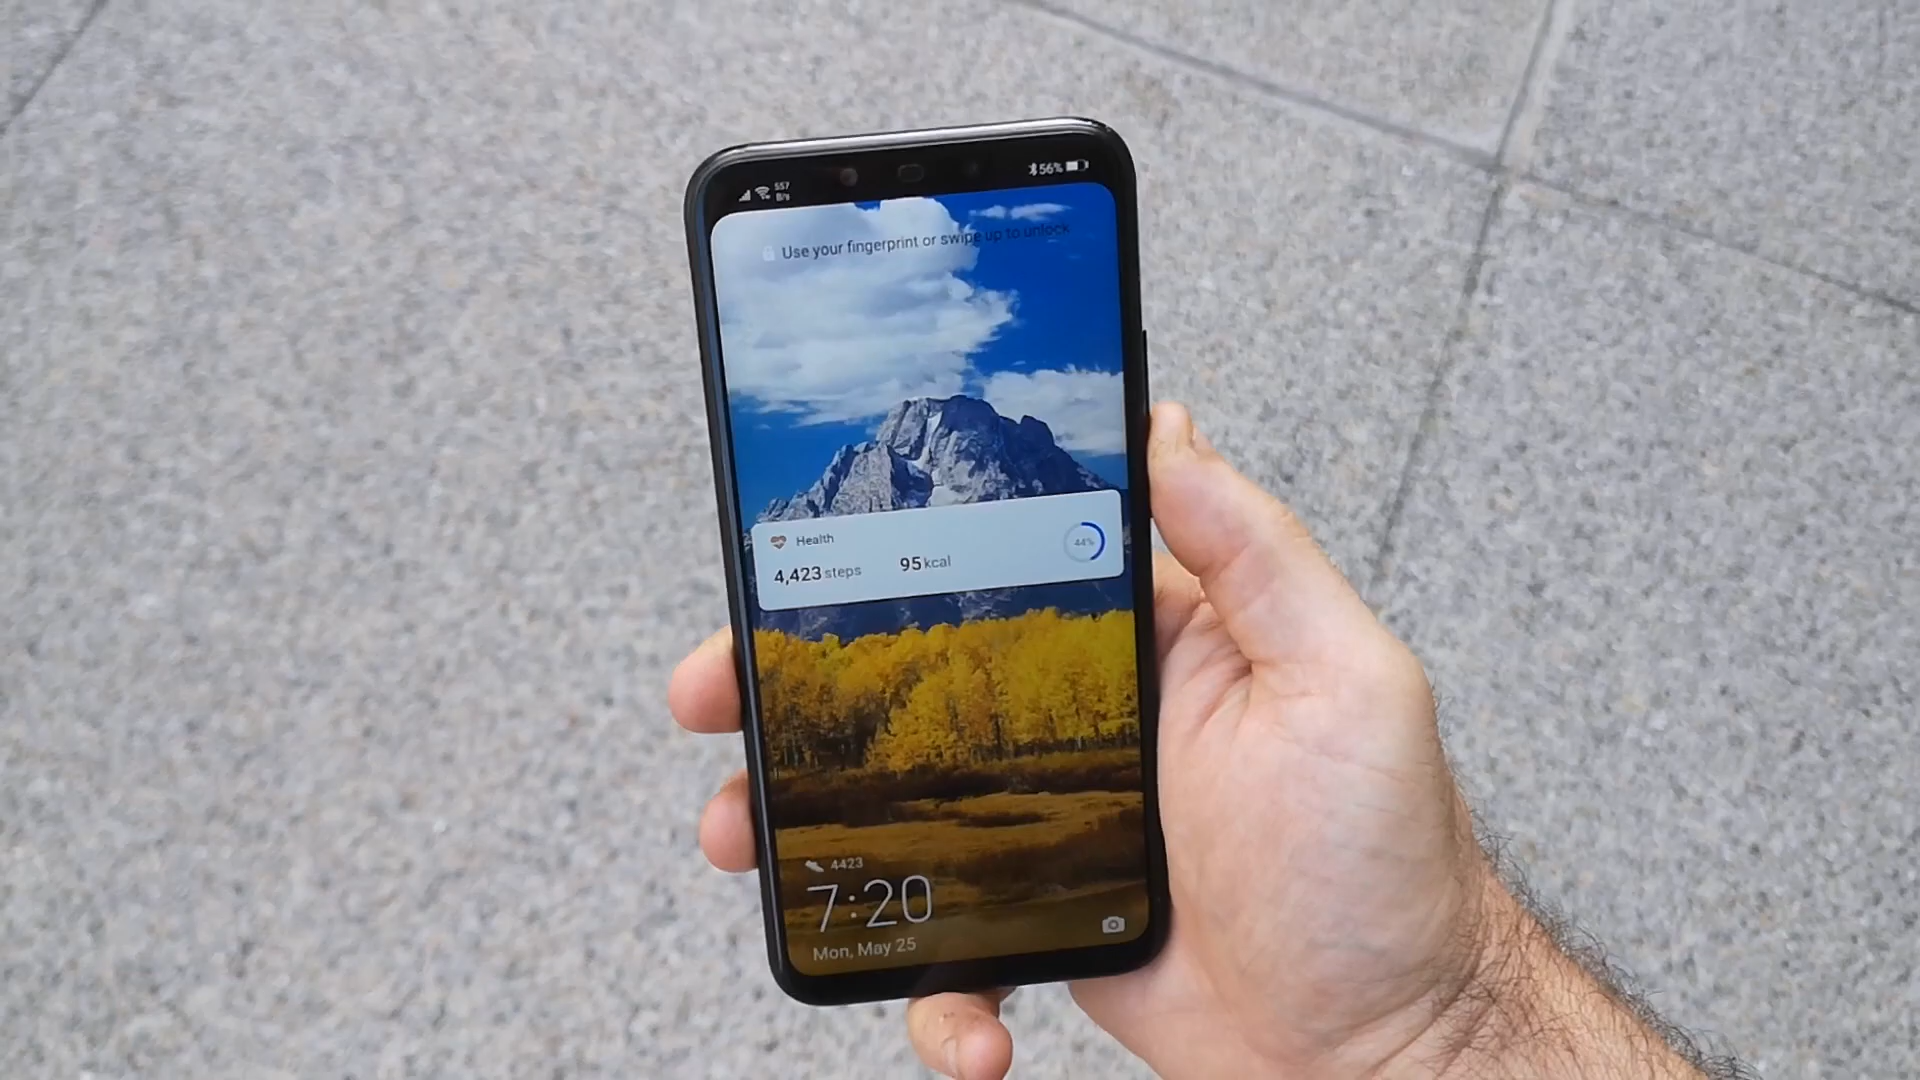 557
B/s
56%
Use your fingerprint or swipe up to unlock
Health
4,423 steps
95 kcal
44%
4423
7:20
Mon, May 25